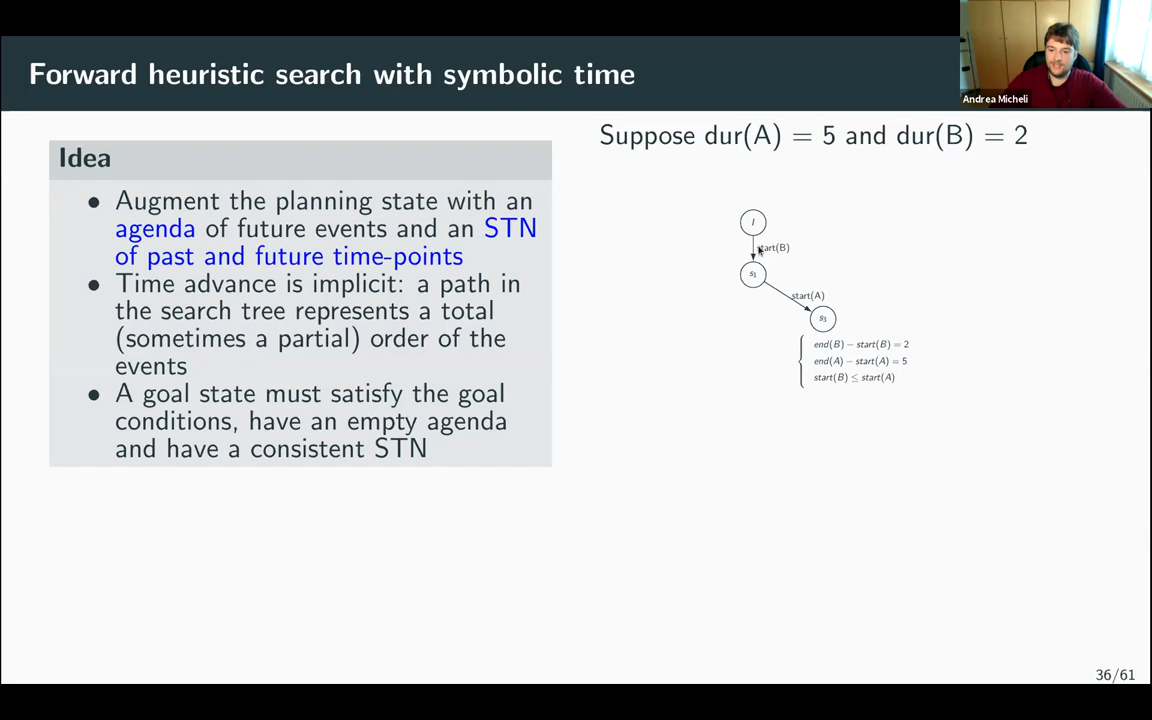 Forward heuristic search with symbolic time
Andrea Micheli
Idea
• Augment the planning state with an
agenda of future events and an STN
of past and future time-points
• Time advance is implicit: a path in
the search tree represents a total
(sometimes a partial) order of the
events
• A goal state must satisfy the goal
conditions, have an empty agenda
and have a consistent STN
Suppose dur(A) = 5 and dur(B) = 2
I
start(B)
s₁
start(A)
s₃
end(B) − start(B) = 2
end(A) − start(A) = 5
start(B) ≤ start(A)
36/61